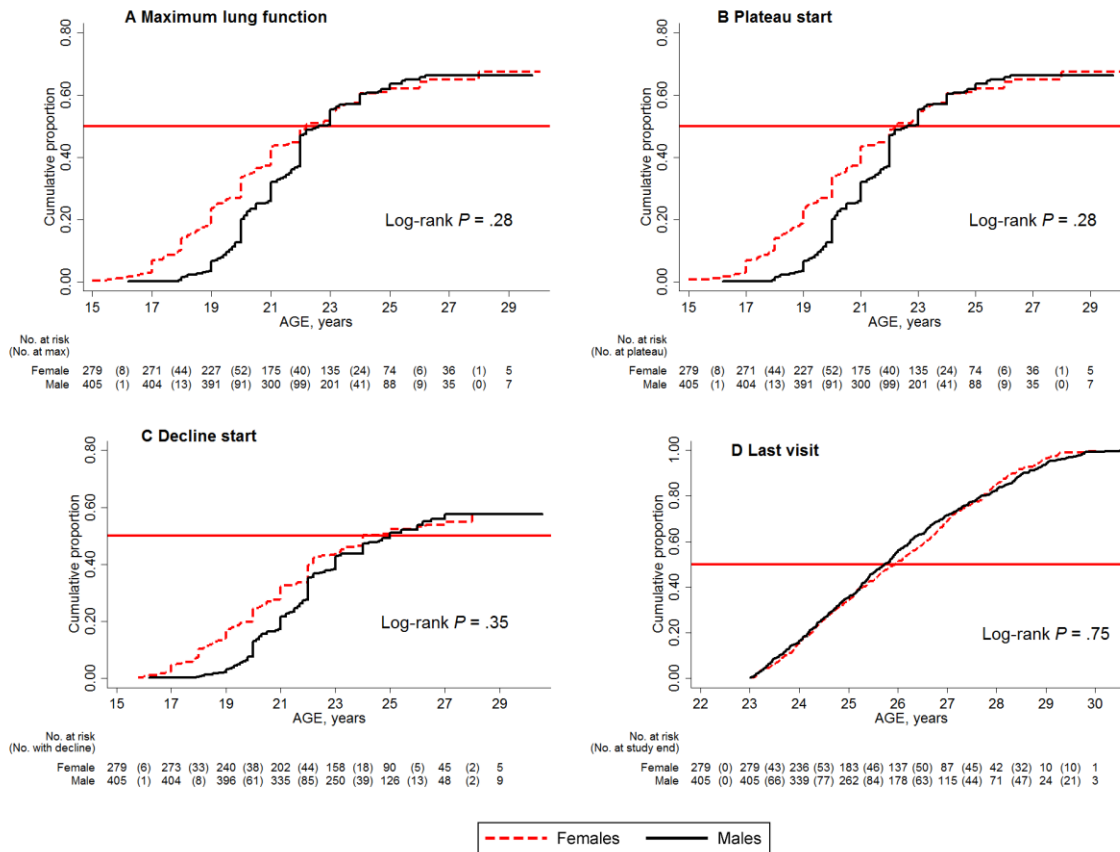 A Maximum lung function
0.80
0.60
0.40
0.20
0.00
Cumulative proportion
Log-rank P = .28
15 17 19 21 23 25 27 29
AGE, years
No. at risk
(No. at max)
Female 279 (8) 271 (44) 227 (52) 175 (40) 135 (24) 74 (6) 36 (1) 5
Male 405 (1) 404 (13) 391 (91) 300 (99) 201 (41) 88 (9) 35 (0) 7
B Plateau start
0.80
0.60
0.40
0.20
0.00
Cumulative proportion
Log-rank P = .28
15 17 19 21 23 25 27 29
AGE, years
No. at risk
(No. at plateau)
Female 279 (8) 271 (44) 227 (52) 175 (40) 135 (24) 74 (6) 36 (1) 5
Male 405 (1) 404 (13) 391 (91) 300 (99) 201 (41) 88 (9) 35 (0) 7
C Decline start
0.80
0.60
0.40
0.20
0.00
Cumulative proportion
Log-rank P = .35
15 17 19 21 23 25 27 29
AGE, years
No. at risk
(No. with decline)
Female 279 (6) 273 (33) 240 (38) 202 (44) 158 (18) 90 (5) 45 (2) 5
Male 405 (1) 404 (8) 396 (61) 335 (85) 250 (39) 126 (13) 48 (2) 9
D Last visit
1.00
0.80
0.60
0.40
0.20
0.00
Cumulative proportion
Log-rank P = .75
22 23 24 25 26 27 28 29 30
AGE, years
No. at risk
(No. at study end)
Female 279 (0) 279 (43) 236 (53) 183 (46) 137 (50) 87 (45) 42 (32) 10 (10) 1
Male 405 (0) 405 (66) 339 (77) 262 (84) 178 (63) 115 (44) 71 (47) 24 (21) 3
Females Males